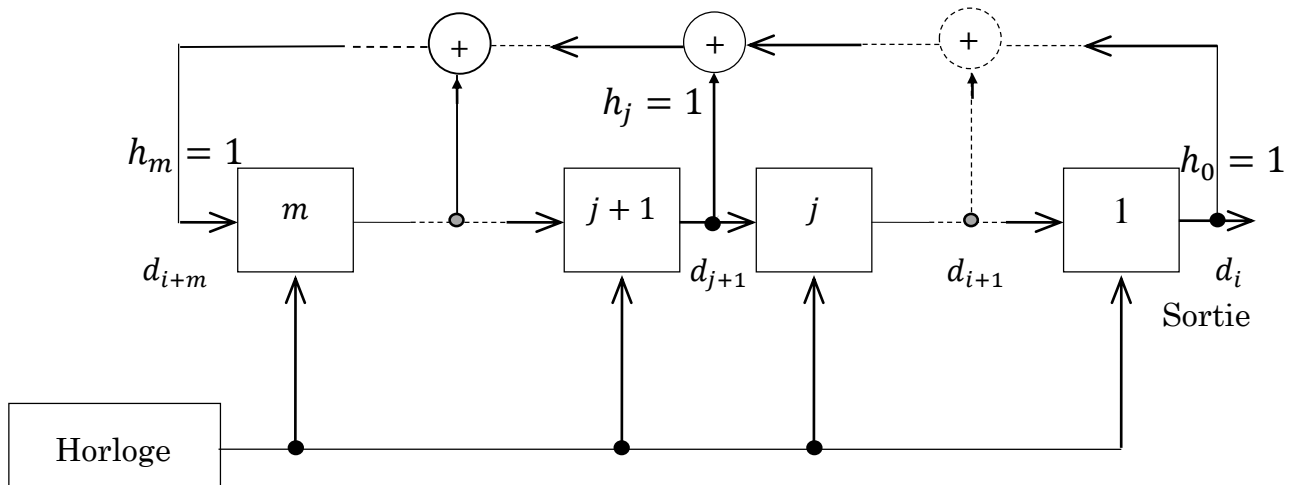 + + +
h_j = 1
h_m = 1 h_0 = 1
m j + 1 j 1
d_{i+m} d_{j+1} d_{i+1} d_i
Sortie
Horloge